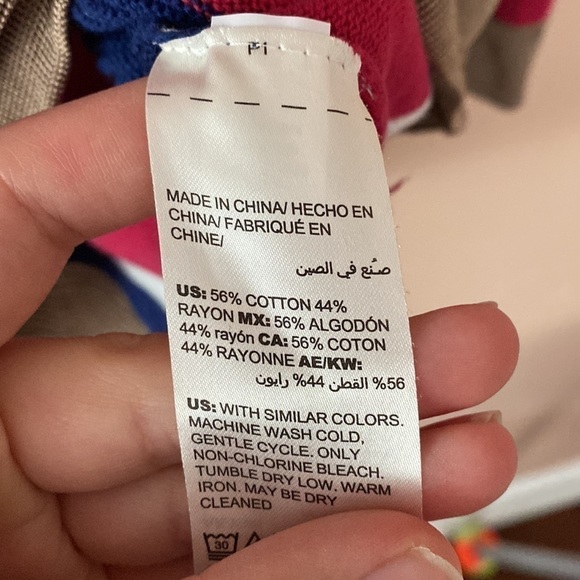 MADE IN CHINA/ HECHO EN
CHINA/ FABRIQUÉ EN
CHINE/
صُنع في الصين
US: 56% COTTON 44%
RAYON MX: 56% ALGODÓN
44% rayón CA: 56% COTON
44% RAYONNE AE/KW:
56% القطن 44% رايون
US: WITH SIMILAR COLORS.
MACHINE WASH COLD,
GENTLE CYCLE. ONLY
NON-CHLORINE BLEACH.
TUMBLE DRY LOW. WARM
IRON. MAY BE DRY
CLEANED
30